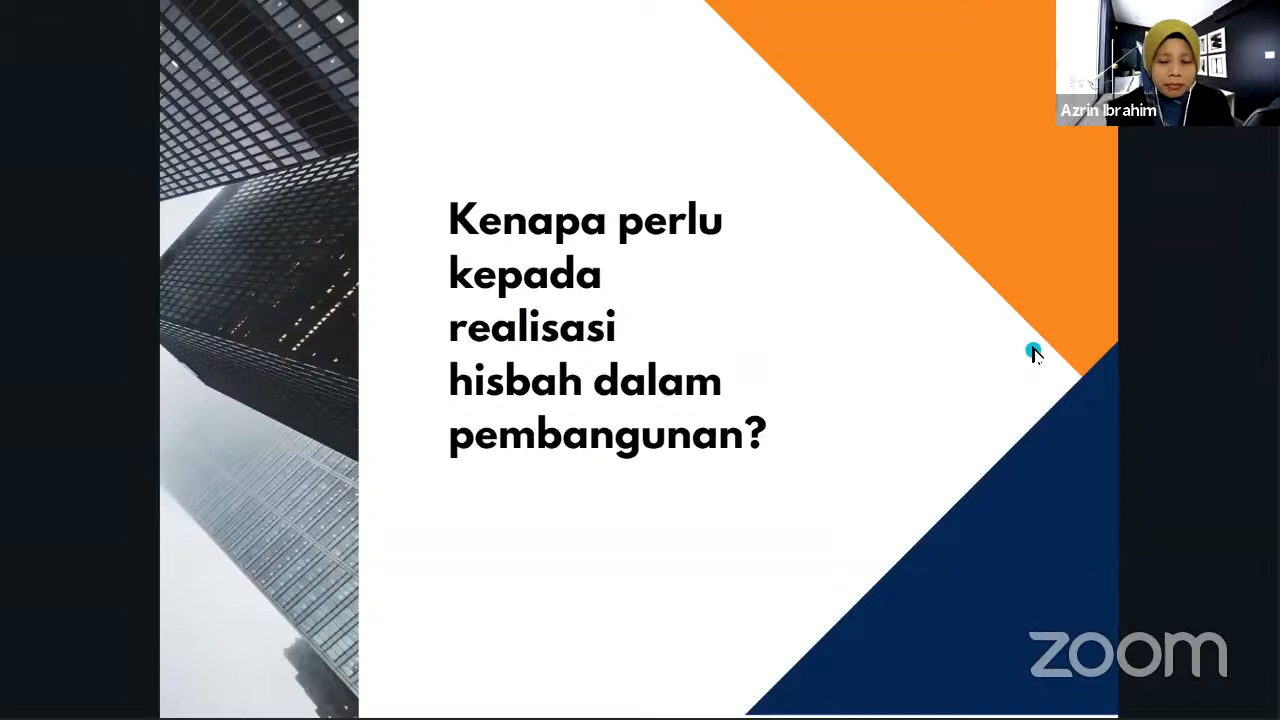 Kenapa perlu
kepada
realisasi
hisbah dalam
pembangunan?
Azrin Ibrahim
zoom